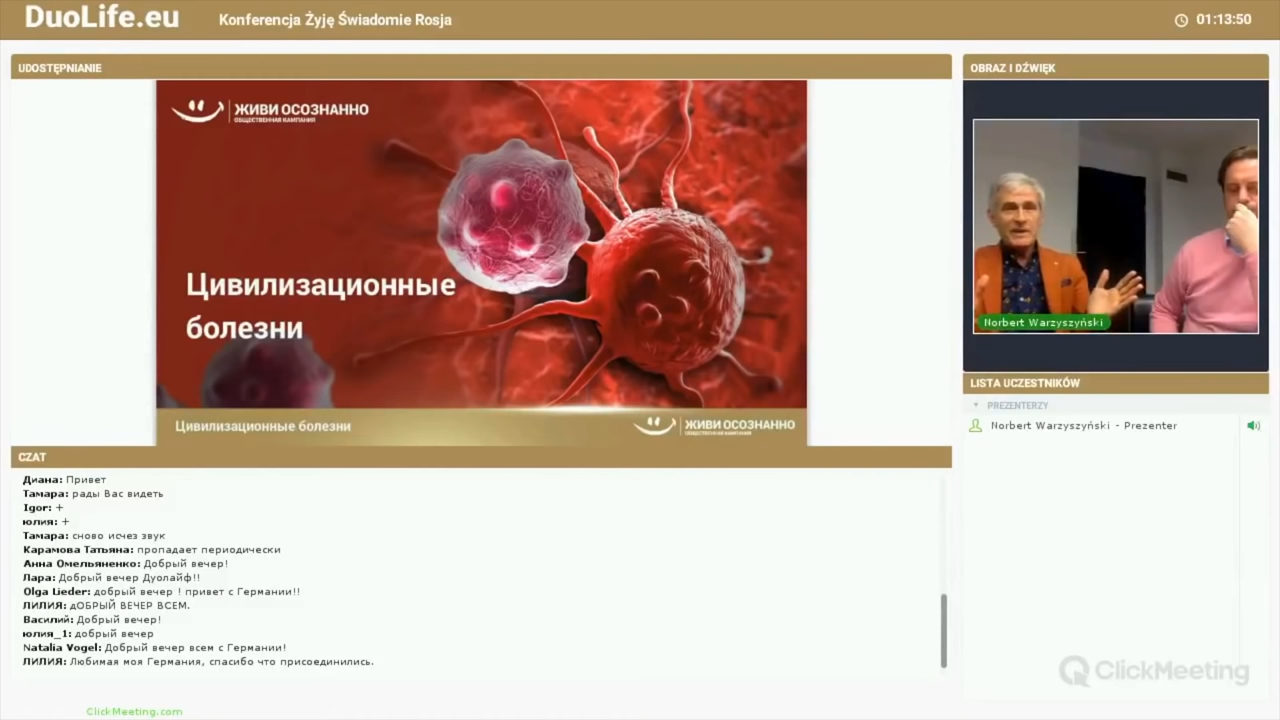 DuoLife.eu
Konferencja Żyję Świadomie Rosja
01:13:50
UDOSTĘPNIANIE
ЖИВИ ОСОЗНАННО
ОБЩЕСТВЕННАЯ КАМПАНИЯ
Цивилизационные
болезни
Цивилизационные болезни
ЖИВИ ОСОЗНАННО
ОБЩЕСТВЕННАЯ КАМПАНИЯ
OBRAZ I DŹWIĘK
Norbert Warzyszyński
LISTA UCZESTNIKÓW
PREZENTERZY
Norbert Warzyszyński - Prezenter
CZAT
Диана: Привет
Тамара: рады Вас видеть
Igor: +
юлия: +
Тамара: сново исчез звук
Карамова Татьяна: пропадает периодически
Анна Омельяненко: Добрый вечер!
Лара: Добрый вечер Дуолайф!!
Olga Lieder: добрый вечер ! привет с Германии!!
ЛИЛИЯ: дОБРЫЙ ВЕЧЕР ВСЕМ.
Василий: Добрый вечер!
юлия_1: добрый вечер
Natalia Vogel: Добрый вечер всем с Германии!
ЛИЛИЯ: Любимая моя Германия, спасибо что присоединились.
ClickMeeting
ClickMeeting.com